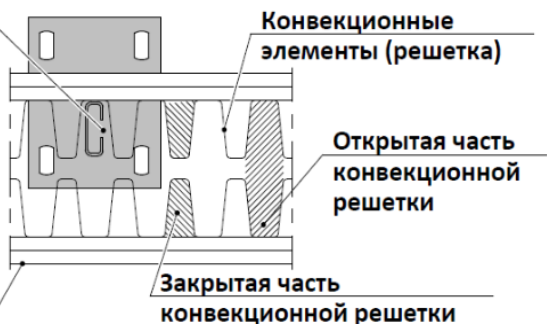 Конвекционные
элементы (решетка)
Открытая часть
конвекционной
решетки
Закрытая часть
конвекционной решетки